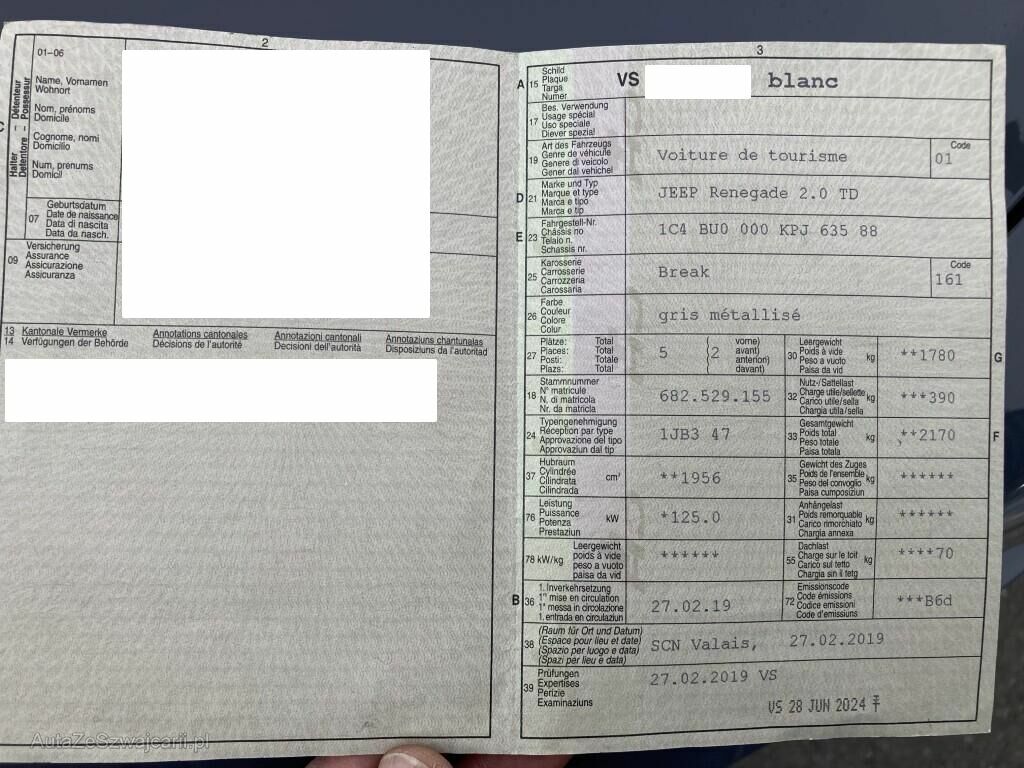 2
01-06
Name, Vornamen
Wohnort
Nom, prénoms
Domicile
Cognome, nomi
Domicilio
Num, prenums
Domicil
C
Halter – Détenteur
Detentore – Possessur
07
Geburtsdatum
Date de naissance
Data di nascita
Data da nasch.
09
Versicherung
Assurance
Assicurazione
Assicuranza
13 Kantonale Vermerke Annotations cantonales Annotazioni cantonali Annotaziuns chantunalas
14 Verfügungen der Behörde Décisions de l'autorité Decisioni dell'autorità Disposiziuns da l'autoritad
3
A 15
Schild
Plaque
Targa
Numer
VS blanc
17
Bes. Verwendung
Usage spécial
Uso speciale
Diever spezial
19
Art des Fahrzeugs
Genre de véhicule
Genere di veicolo
Gener dal vehichel
Voiture de tourisme
Code
01
D 21
Marke und Typ
Marque et type
Marca e tipo
Marca e tip
JEEP Renegade 2.0 TD
E 23
Fahrgestell-Nr.
Châssis no
Telaio n.
Schassis nr.
1C4 BU0 000 KPJ 635 88
25
Karosserie
Carrosserie
Carrozzeria
Carossaria
Break
Code
161
26
Farbe
Couleur
Colore
Colur
gris métallisé
27
Plätze: Total
Places: Total
Posti: Totale
Plazs: Total
5 (2
vorne)
avant)
anterion)
davant)
30
Leergewicht
Poids à vide
Peso a vuoto
Paisa da vid
kg
**1780
G
18
Stammnummer
N° matricule
N. di matricola
Nr. da matricla
682.529.155
32
Nutz-/Sattellast
Charge utile/sellette
Carico utile/sella
Chargia utila/sella
kg
***390
24
Typengenehmigung
Réception par type
Approvazione del tipo
Approvaziun dal tip
1JB3 47
33
Gesamtgewicht
Poids total
Peso totale
Paisa totala
kg
**2170
F
37
Hubraum
Cylindrée
Cilindrata
Cilindrada
cm³
**1956
35
Gewicht des Zuges
Poids de l'ensemble
Peso del convoglio
Paisa cumposiziun
kg
******
76
Leistung
Puissance
Potenza
Prestaziun
kW
*125.0
31
Anhängelast
Poids remorquable
Carico rimorchiato
Chargia annexa
kg
******
78 kW/kg
Leergewicht
poids à vide
peso a vuoto
paisa da vid
******
55
Dachlast
Charge sur le toit
Carico sul tetto
Chargia sin il tetg
kg
****70
B 36
1. Inverkehrsetzung
1re mise en circulation
1a messa in circolazione
1. entrada en circulaziun
27.02.19
72
Emissionscode
Code émissions
Codice emissioni
Code d'emissiuns
***B6d
38
(Raum für Ort und Datum)
(Espace pour lieu et date)
(Spazio per luogo e data)
(Spazi per lieu e data)
SCN Valais, 27.02.2019
39
Prüfungen
Expertises
Perizie
Examinaziuns
27.02.2019 VS
VS 28 JUN 2024
AutaZeSzwajcarii.pl